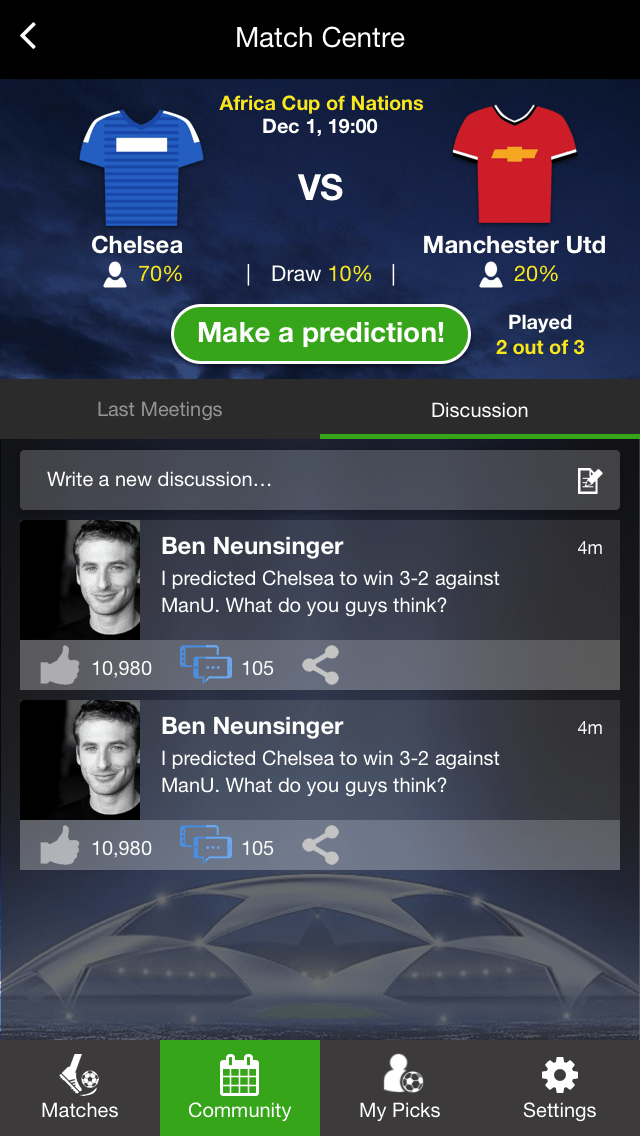 Match Centre
Africa Cup of Nations
Dec 1, 19:00
VS
Chelsea
Manchester Utd
70% | Draw 10% | 20%
Make a prediction!
Played
2 out of 3
Last Meetings
Discussion
Write a new discussion...
Ben Neunsinger
4m
I predicted Chelsea to win 3-2 against
ManU. What do you guys think?
10,980
105
Ben Neunsinger
4m
I predicted Chelsea to win 3-2 against
ManU. What do you guys think?
10,980
105
Matches
Community
My Picks
Settings